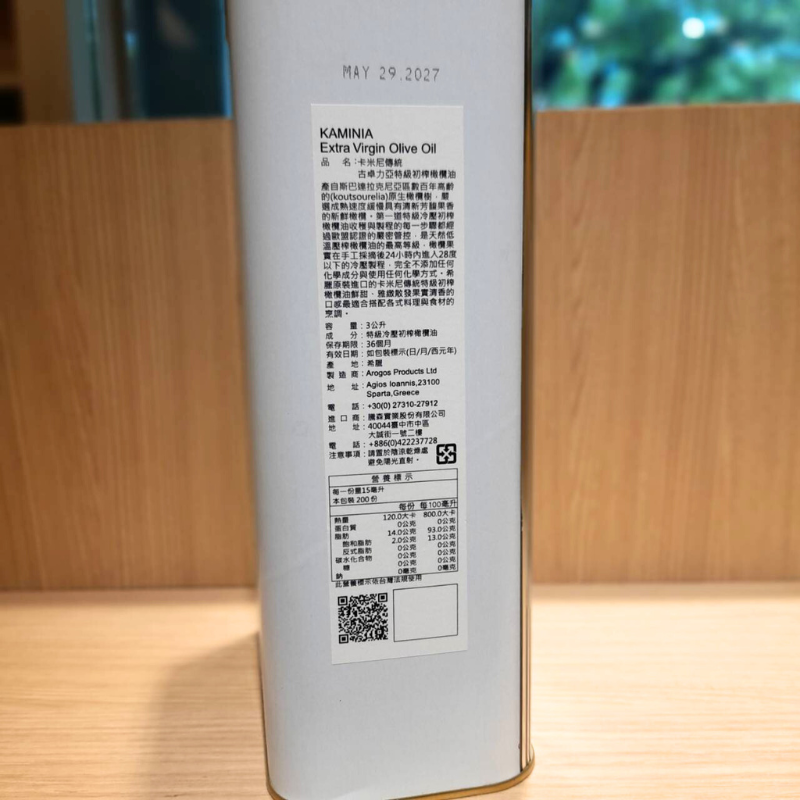 MAY 29.2027
KAMINIA
Extra Virgin Olive Oil
品 名:卡米尼傳統
古卓力亞特級初榨橄欖油
產自斯巴達拉克尼亞區數百年高齡
的(koutsourelia)原生橄欖樹，嚴
選成熟速度緩慢具有清新芳鐘果香
的新鮮橄欖。第一道特級冷壓初榨
橄欖油收穫與製程的每一步驟都經
過歐盟認證的嚴密管控，是天然低
溫壓榨橄欖油的最高等級，橄欖果
實在手工採摘後24小時內進入28度
以下的冷壓製程，完全不添加任何
化學成分與使用任何化學方式。希
臘原裝進口的卡米尼傳統特級初榨
橄欖油鮮甜、雅緻散發果實清香的
口感最適合搭配各式料理與食材的
烹調。
容 量：3公升
成 分：特級冷壓初榨橄欖油
保存期限：36個月
有效日期：如包裝標示(日/月/西元年)
產 地：希臘
製 造 商：Arogos Products Ltd
地 址：Agios Ioannis,23100
Sparta,Greece
電 話：+30(0) 27310-27912
進 口 商：騰森實業股份有限公司
地 址：40044臺中市中區
大誠街一號二樓
電 話：+886(0)422237728
注意事項：請置於陰涼乾燥處
避免陽光直射。
營 養 標 示
每一份量15毫升
本包裝 200 份
每份 每100毫升
熱量 120.0大卡 800.0大卡
蛋白質 0公克 0公克
脂肪 14.0公克 93.0公克
飽和脂肪 2.0公克 13.0公克
反式脂肪 0公克 0公克
碳水化合物 0公克 0公克
糖 0公克 0公克
鈉 0毫克 0毫克
此營養標示依台灣法規使用